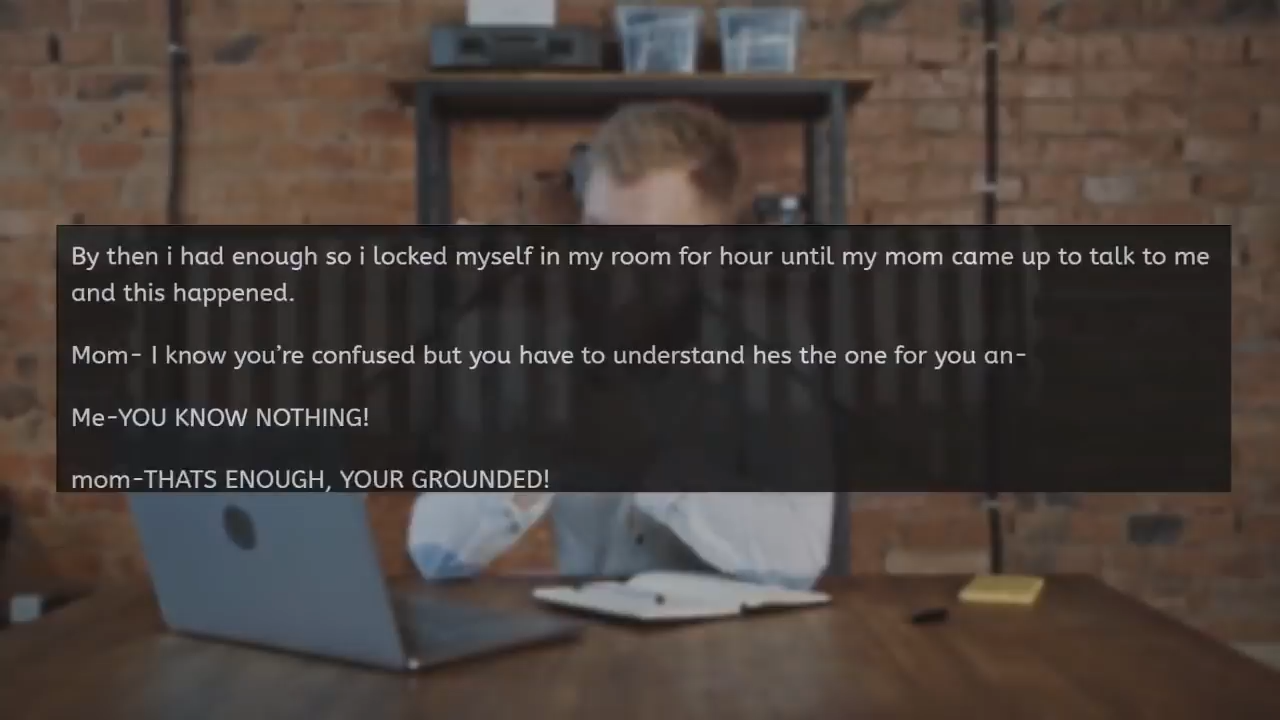 By then i had enough so i locked myself in my room for hour until my mom came up to talk to me
and this happened.
Mom- I know you’re confused but you have to understand hes the one for you an-
Me-YOU KNOW NOTHING!
mom-THATS ENOUGH, YOUR GROUNDED!